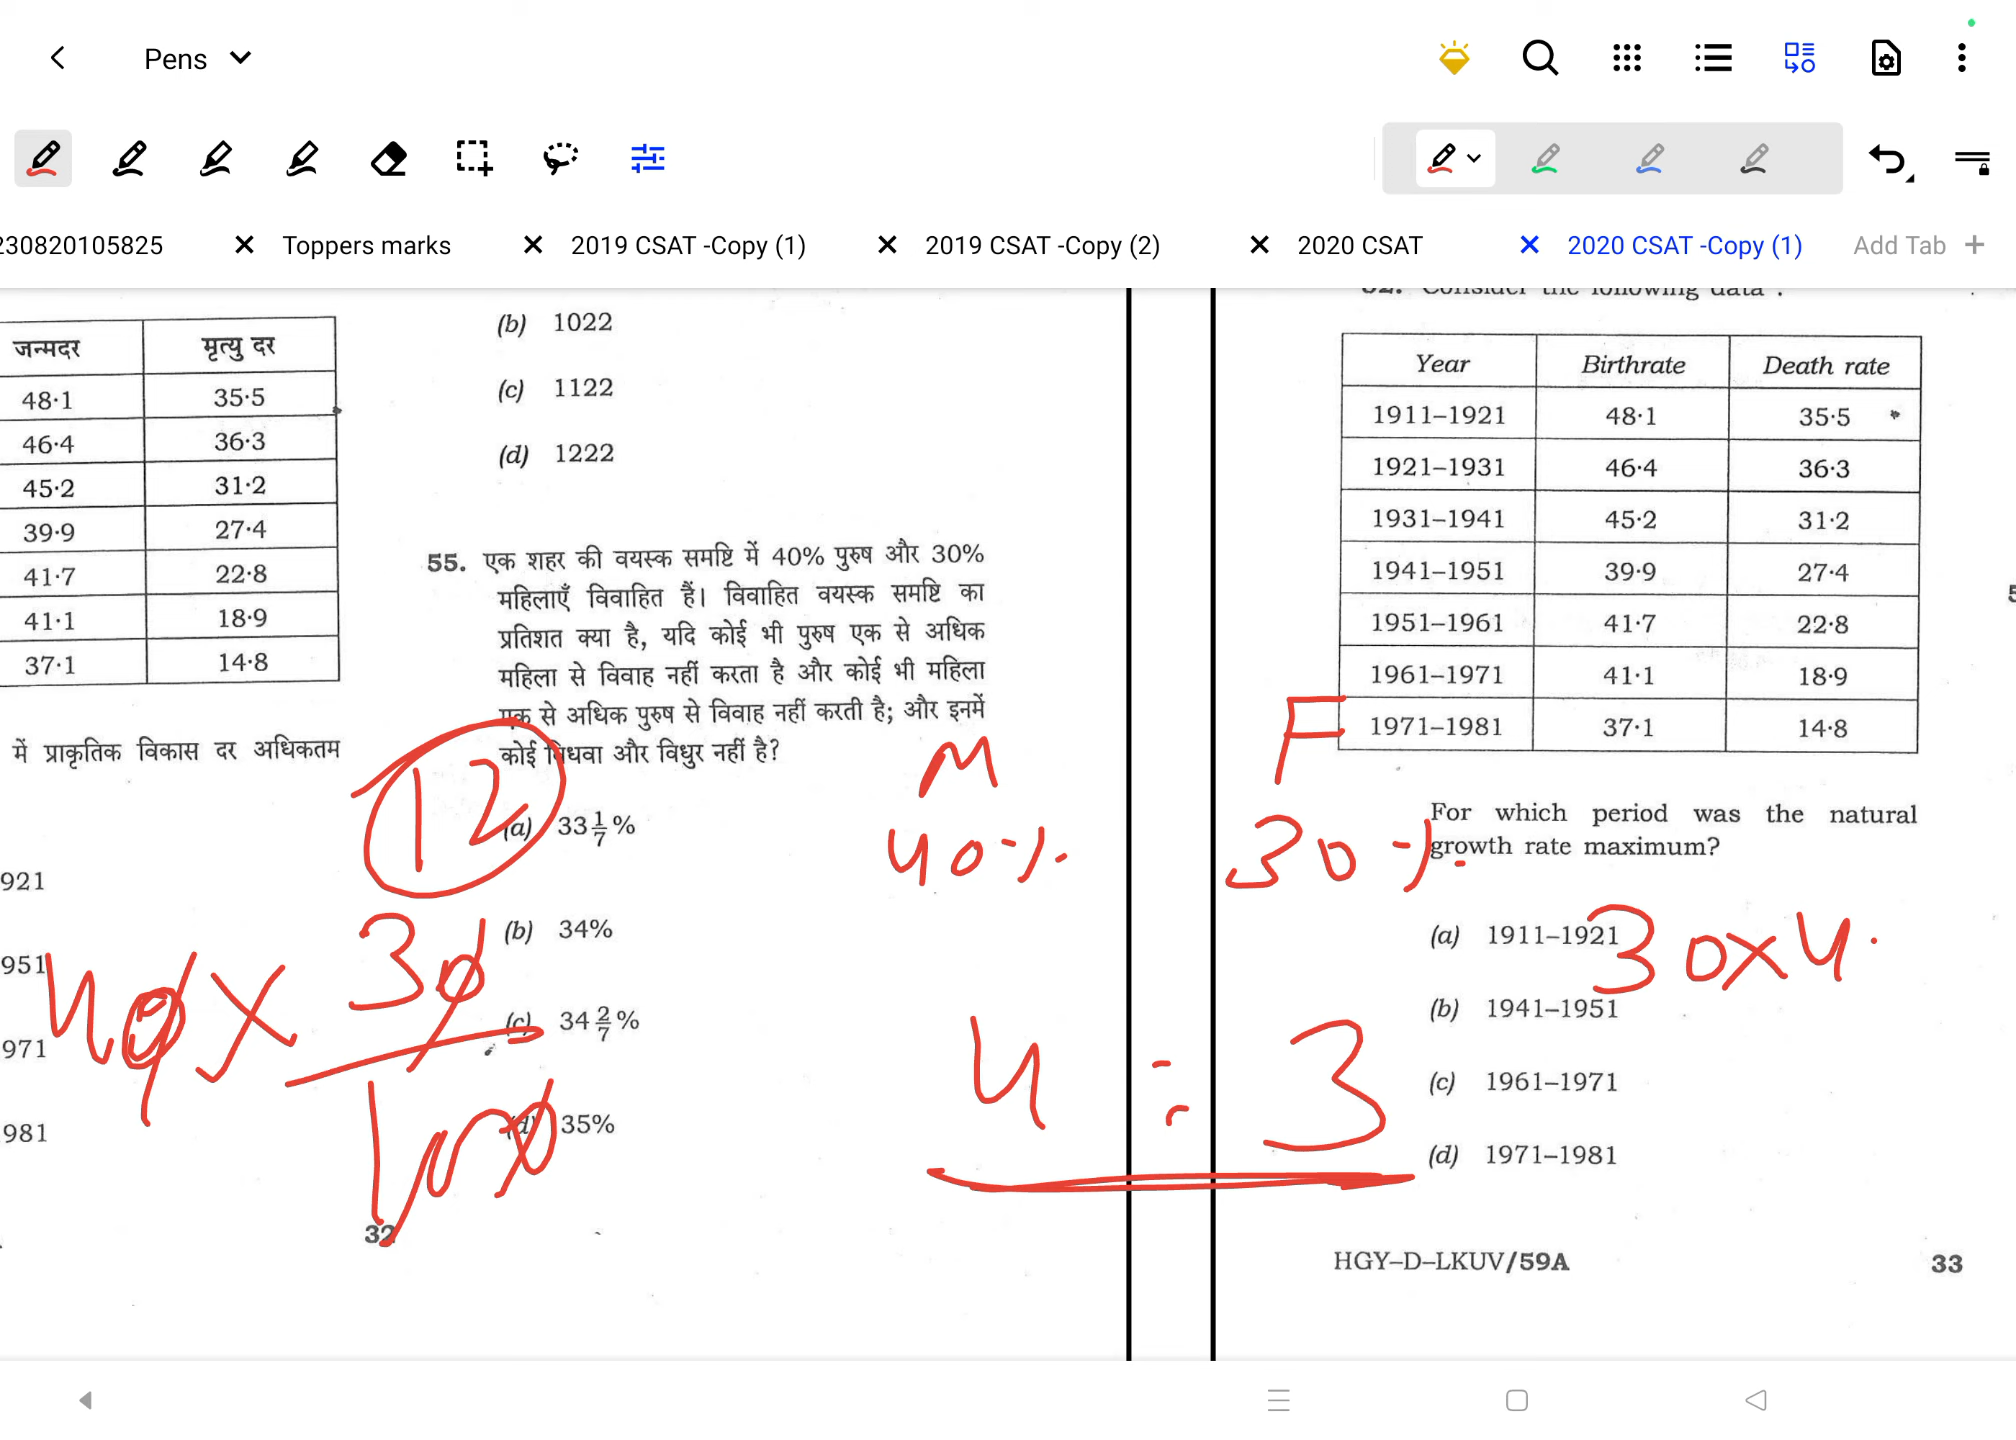 Pens
230820105825
Toppers marks
2019 CSAT -Copy (1)
2019 CSAT -Copy (2)
2020 CSAT
2020 CSAT -Copy (1)
Add Tab
जन्मदर मृत्यु दर
48·1 35·5
46·4 36·3
45·2 31·2
39·9 27·4
41·7 22·8
41·1 18·9
37·1 14·8
में प्राकृतिक विकास दर अधिकतम
921
951
971
981
(b) 1022
(c) 1122
(d) 1222
55. एक शहर की वयस्क समष्टि में 40% पुरुष और 30%
महिलाएँ विवाहित हैं। विवाहित वयस्क समष्टि का
प्रतिशत क्या है, यदि कोई भी पुरुष एक से अधिक
महिला से विवाह नहीं करता है और कोई भी महिला
एक से अधिक पुरुष से विवाह नहीं करती है; और इनमें
कोई विधवा और विधुर नहीं है?
(a) 33 1/7 %
(b) 34%
(c) 34 2/7 %
(d) 35%
12
40 × 30
100
M
40%
F
30%
4 : 3
30×4
32
52. Consider the following data :
Year Birthrate Death rate
1911–1921 48·1 35·5
1921–1931 46·4 36·3
1931–1941 45·2 31·2
1941–1951 39·9 27·4
1951–1961 41·7 22·8
1961–1971 41·1 18·9
1971–1981 37·1 14·8
For which period was the natural
growth rate maximum?
(a) 1911–1921
(b) 1941–1951
(c) 1961–1971
(d) 1971–1981
HGY–D–LKUV/59A
33